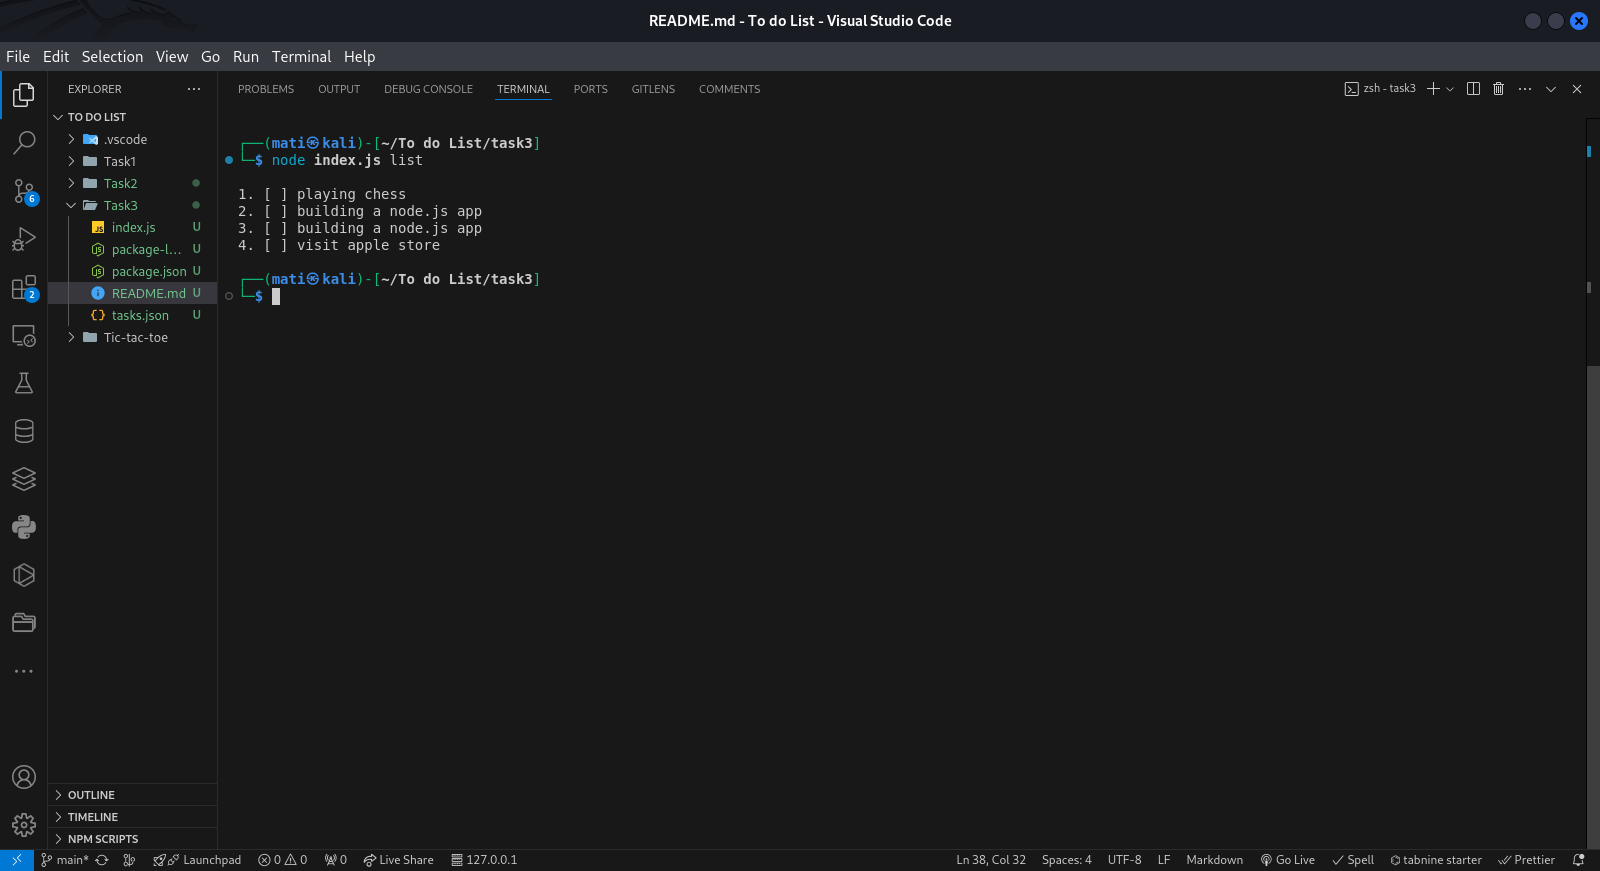 README.md - To do List - Visual Studio Code
File Edit Selection View Go Run Terminal Help
EXPLORER
TO DO LIST
.vscode
Task1
Task2
Task3
index.js U
package-l... U
package.json U
README.md U
tasks.json U
Tic-tac-toe
OUTLINE
TIMELINE
NPM SCRIPTS
6
2
PROBLEMS OUTPUT DEBUG CONSOLE TERMINAL PORTS GITLENS COMMENTS
zsh - task3
┌──(mati㉿kali)-[~/To do List/task3]
└─$ node index.js list
1. [ ] playing chess
2. [ ] building a node.js app
3. [ ] building a node.js app
4. [ ] visit apple store
┌──(mati㉿kali)-[~/To do List/task3]
└─$
main* Launchpad 0 0 0 Live Share 127.0.0.1 Ln 38, Col 32 Spaces: 4 UTF-8 LF Markdown Go Live Spell tabnine starter Prettier